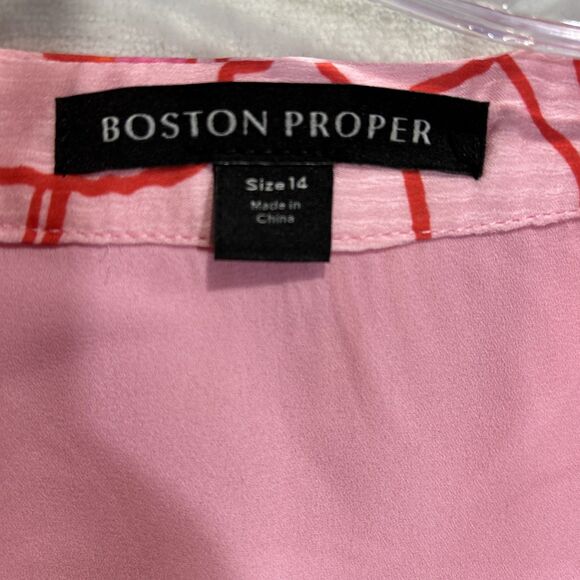 BOSTON PROPER
Size 14
Made in
China